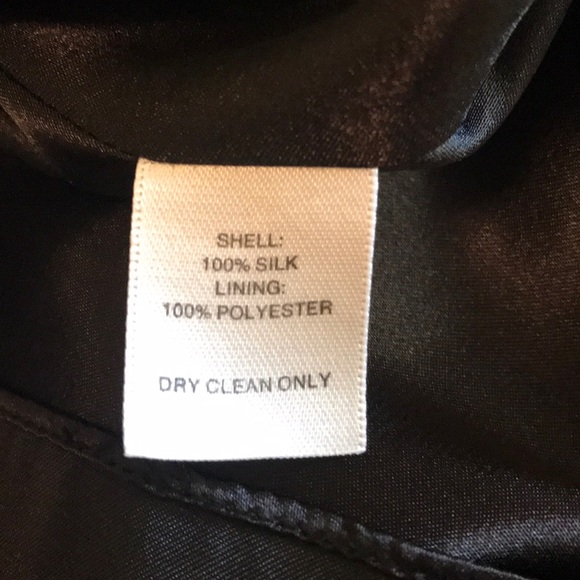 SHELL:
100% SILK
LINING:
100% POLYESTER
DRY CLEAN ONLY